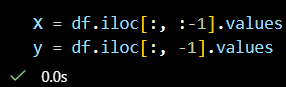 X = df.iloc[:, :-1].values
y = df.iloc[:, -1].values
✓ 0.0s